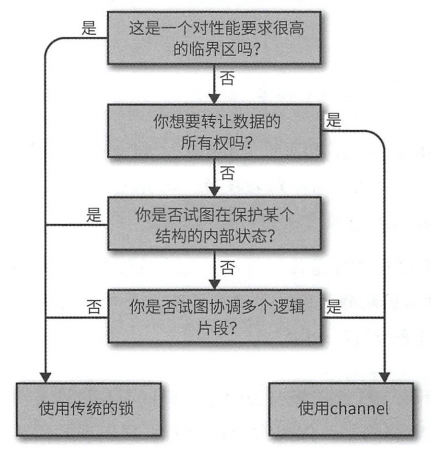 是
这是一个对性能要求很高
的临界区吗?
否
你想要转让数据的
所有权吗?
是
否
是
你是否试图在保护某个
结构的内部状态?
否
否
你是否试图协调多个逻辑
片段?
是
使用传统的锁
使用channel